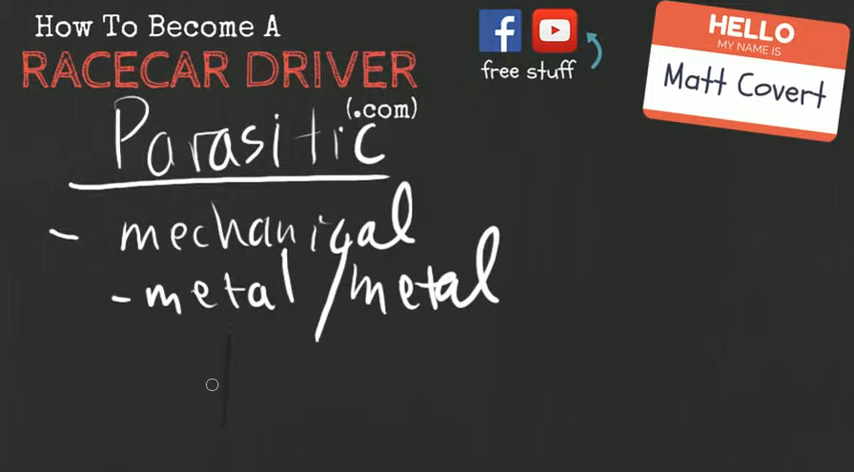 How To Become A
RACECAR DRIVER
(.com)
free stuff
HELLO
MY NAME IS
Matt Covert
Parasitic
- mechanical
- metal/metal